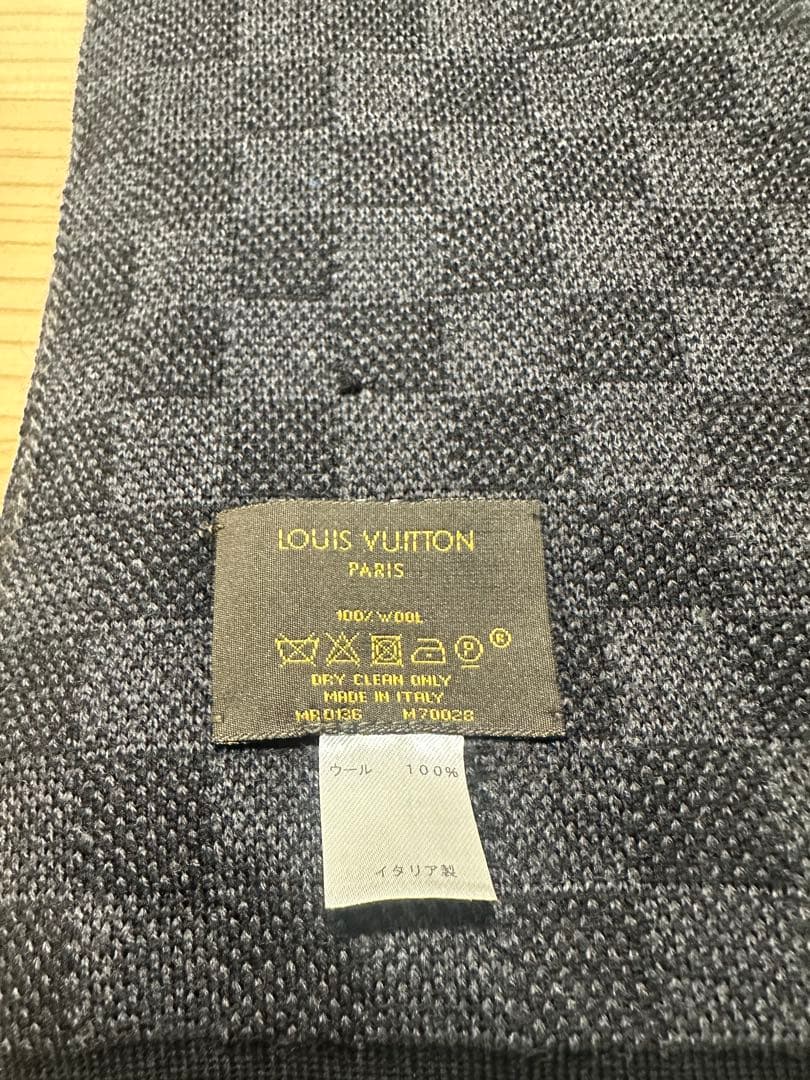 LOUIS VUITTON
PARIS
100% WOOL
P ®
DRY CLEAN ONLY
MADE IN ITALY
MP0136 M70028
ウール 100%
イタリア製